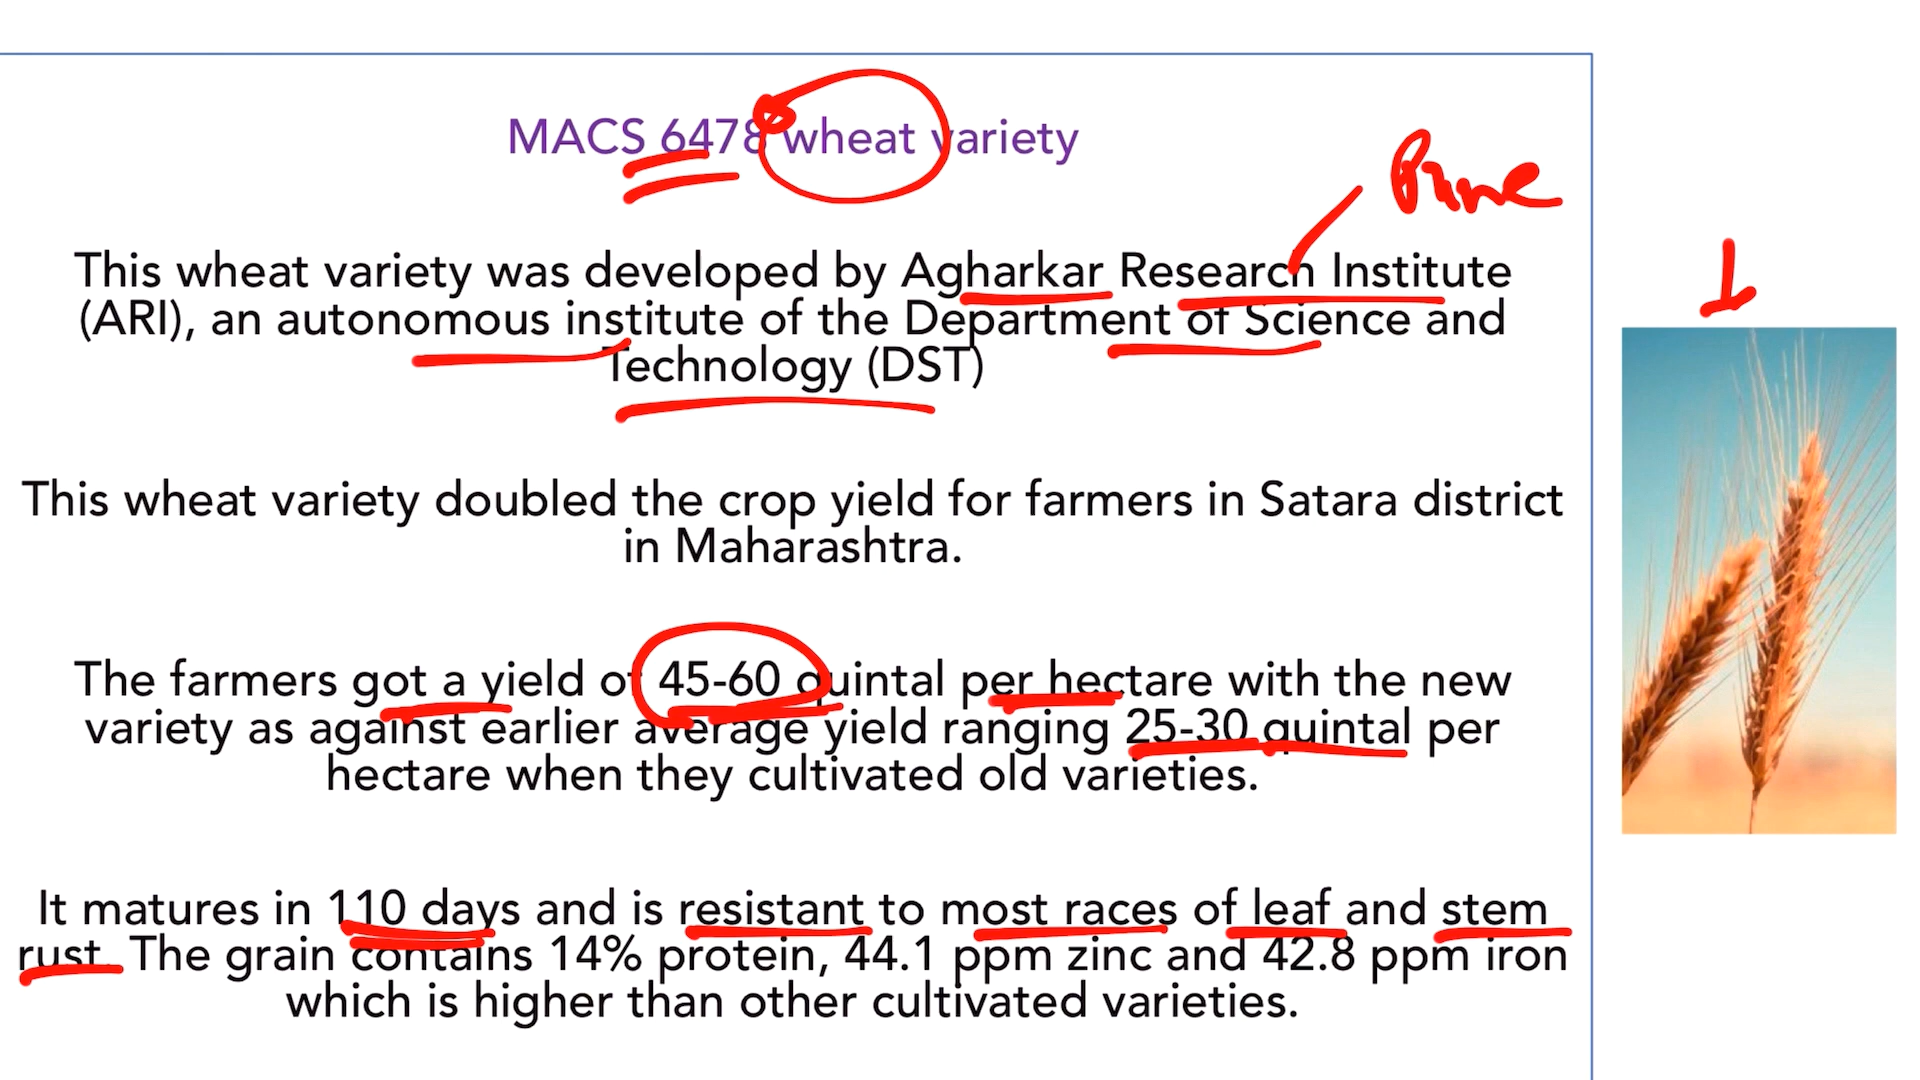 MACS 6478 wheat variety
Pune
This wheat variety was developed by Agharkar Research Institute
(ARI), an autonomous institute of the Department of Science and
Technology (DST)
1
This wheat variety doubled the crop yield for farmers in Satara district
in Maharashtra.
The farmers got a yield of 45-60 quintal per hectare with the new
variety as against earlier average yield ranging 25-30 quintal per
hectare when they cultivated old varieties.
It matures in 110 days and is resistant to most races of leaf and stem
rust. The grain contains 14% protein, 44.1 ppm zinc and 42.8 ppm iron
which is higher than other cultivated varieties.